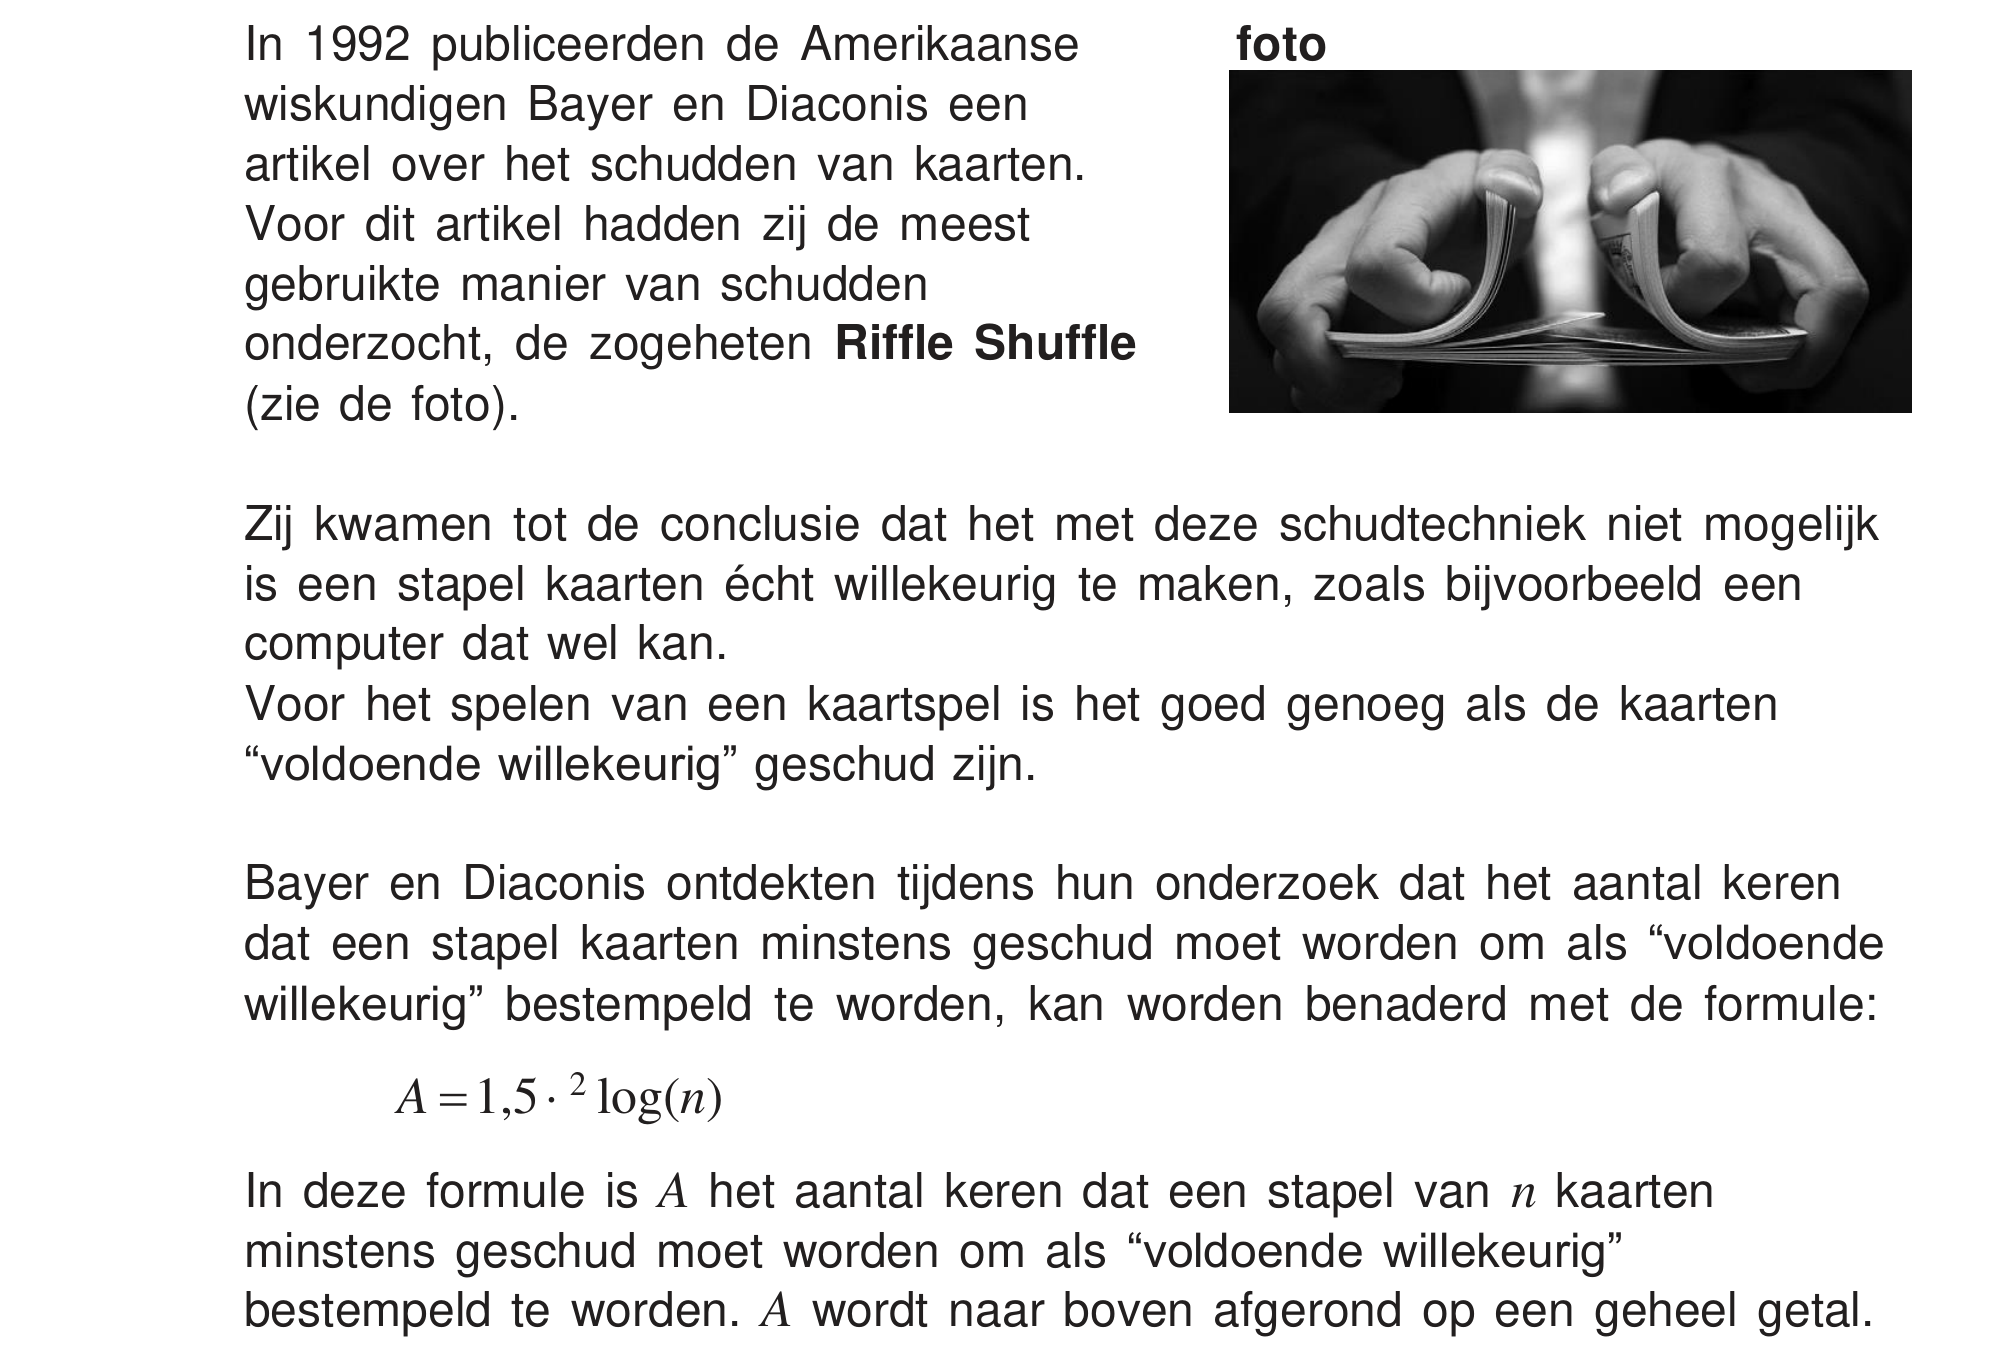 In 1992 publiceerden de Amerikaanse
wiskundigen Bayer en Diaconis een
artikel over het schudden van kaarten.
Voor dit artikel hadden zij de meest
gebruikte manier van schudden
onderzocht, de zogeheten Riffle Shuffle
(zie de foto).
foto
Zij kwamen tot de conclusie dat het met deze schudtechniek niet mogelijk
is een stapel kaarten écht willekeurig te maken, zoals bijvoorbeeld een
computer dat wel kan.
Voor het spelen van een kaartspel is het goed genoeg als de kaarten
“voldoende willekeurig” geschud zijn.
Bayer en Diaconis ontdekten tijdens hun onderzoek dat het aantal keren
dat een stapel kaarten minstens geschud moet worden om als “voldoende
willekeurig” bestempeld te worden, kan worden benaderd met de formule:
A = 1,5 · ² log(n)
In deze formule is A het aantal keren dat een stapel van n kaarten
minstens geschud moet worden om als “voldoende willekeurig”
bestempeld te worden. A wordt naar boven afgerond op een geheel getal.